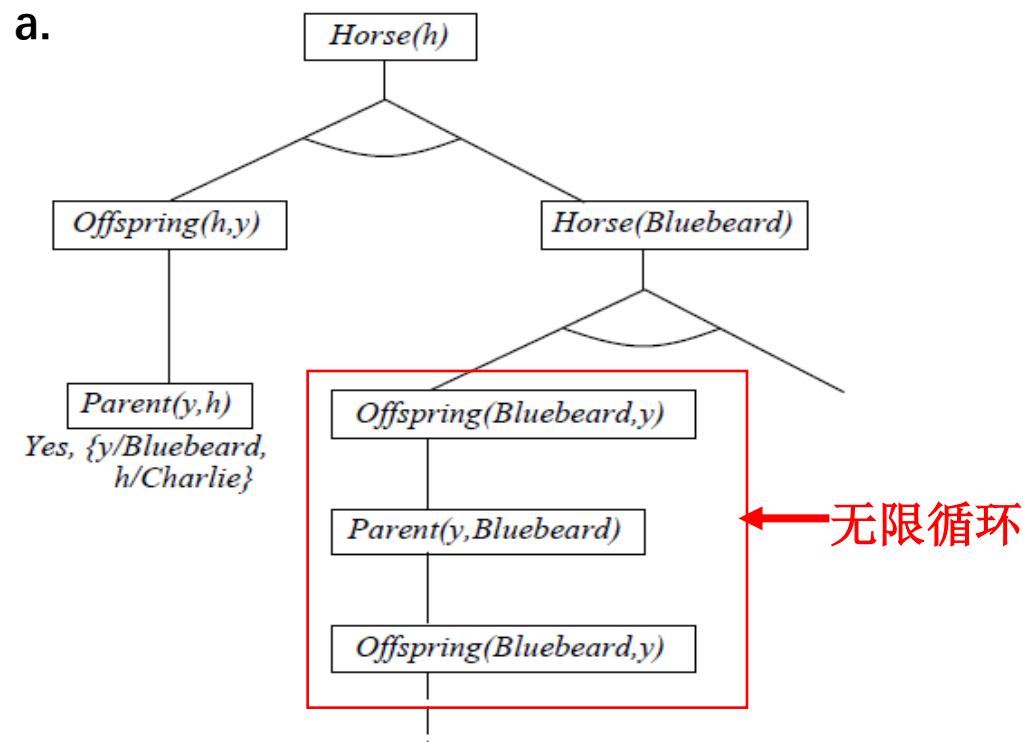 a.
Horse(h)
Offspring(h,y)
Horse(Bluebeard)
Parent(y,h)
Yes, {y/Bluebeard,
h/Charlie}
Offspring(Bluebeard,y)
Parent(y,Bluebeard)
无限循环
Offspring(Bluebeard,y)